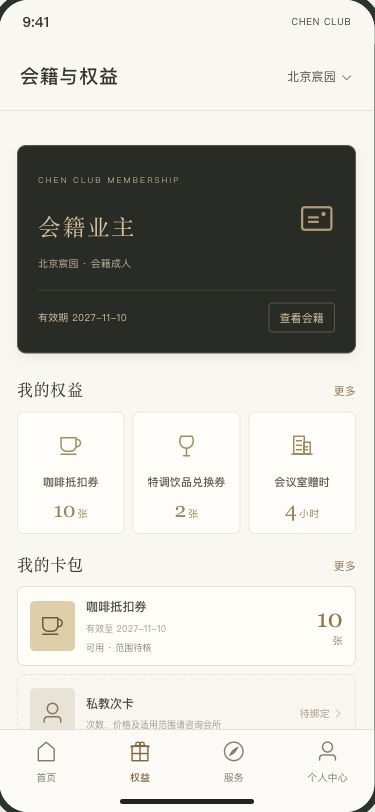 9:41 CHEN CLUB
会籍与权益 北京宸园
CHEN CLUB MEMBERSHIP
会籍业主
北京宸园 · 会籍成人
有效期 2027-11-10 查看会籍
我的权益 更多
咖啡抵扣券 特调饮品兑换券 会议室赠时
10 张 2 张 4 小时
我的卡包 更多
咖啡抵扣券
有效至 2027-11-10
可用 · 范围待核
10
张
私教次卡
次数、价格及适用范围请咨询会所
待绑定
首页 权益 服务 个人中心